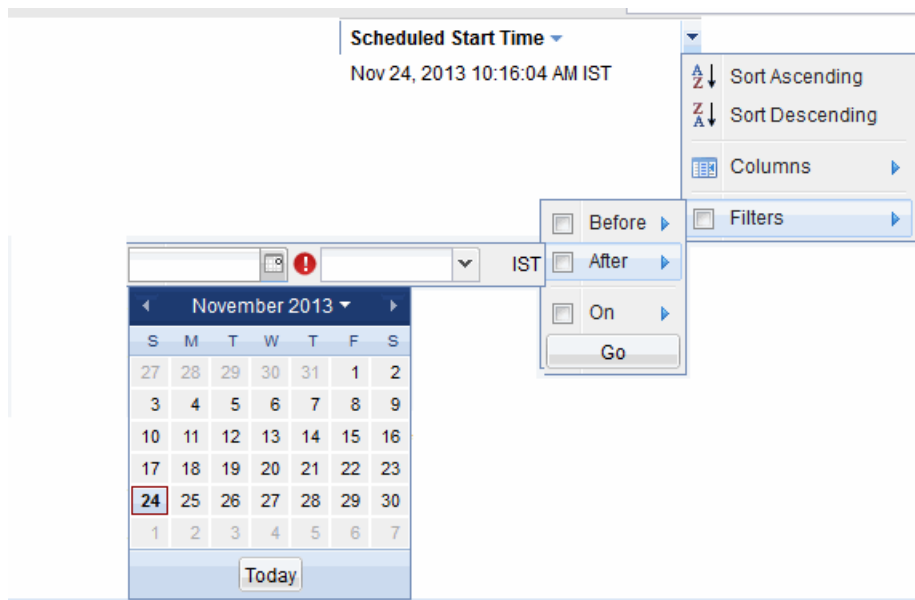 Scheduled Start Time
Nov 24, 2013 10:16:04 AM IST
Sort Ascending
Sort Descending
Columns
Filters
Before
After
On
Go
IST
November 2013
S M T W T F S
27 28 29 30 31 1 2
3 4 5 6 7 8 9
10 11 12 13 14 15 16
17 18 19 20 21 22 23
24 25 26 27 28 29 30
1 2 3 4 5 6 7
Today